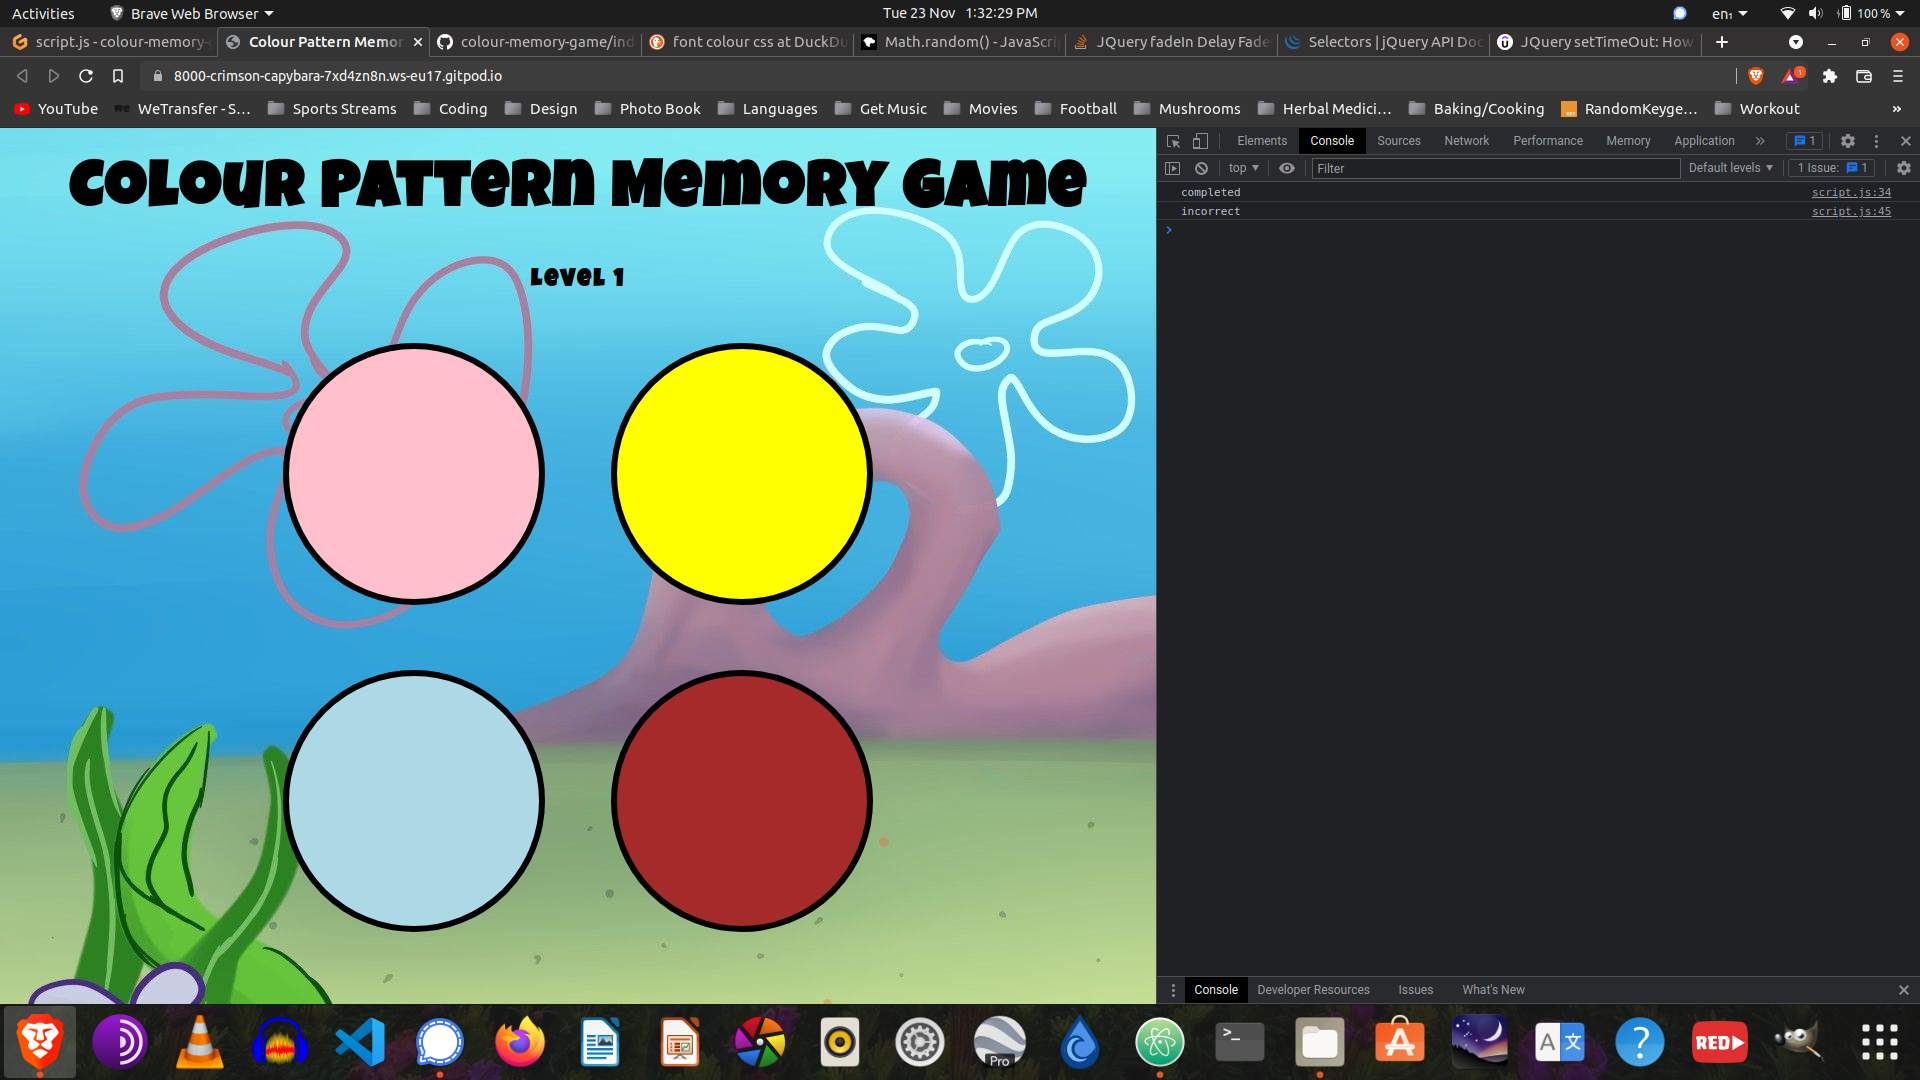 Activities Brave Web Browser Tue 23 Nov 1:32:29 PM en₁ 100 %
script.js - colour-memory- Colour Pattern Memor colour-memory-game/ind font colour css at DuckDu Math.random() - JavaScri JQuery fadeIn Delay Fade Selectors | jQuery API Doc JQuery setTimeOut: How
8000-crimson-capybara-7xd4zn8n.ws-eu17.gitpod.io 1
YouTube we WeTransfer - S... Sports Streams Coding Design Photo Book Languages Get Music Movies Football Mushrooms Herbal Medici... Baking/Cooking RandomKeyge... Workout »
Colour Pattern Memory Game
Level 1
Elements Console Sources Network Performance Memory Application » 1
top Filter Default levels 1 Issue: 1
completed script.js:34
incorrect script.js:45
Console Developer Resources Issues What's New
Pro >_ A 文 ? RED